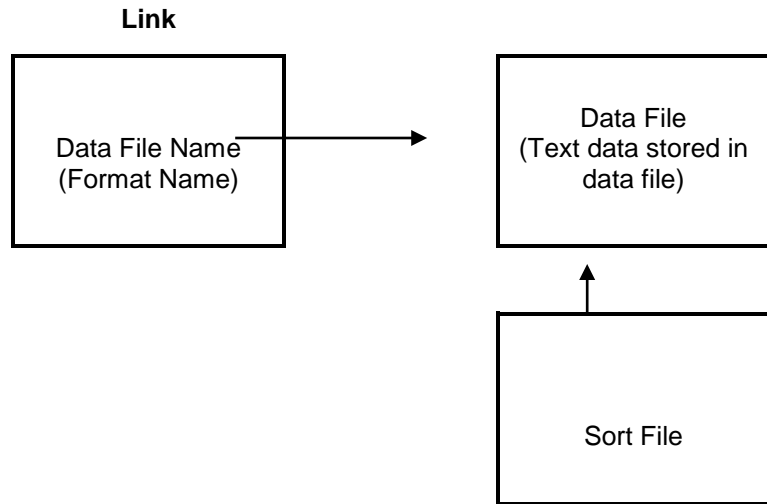 Link
Data File Name
(Format Name)
Data File
(Text data stored in
data file)
Sort File